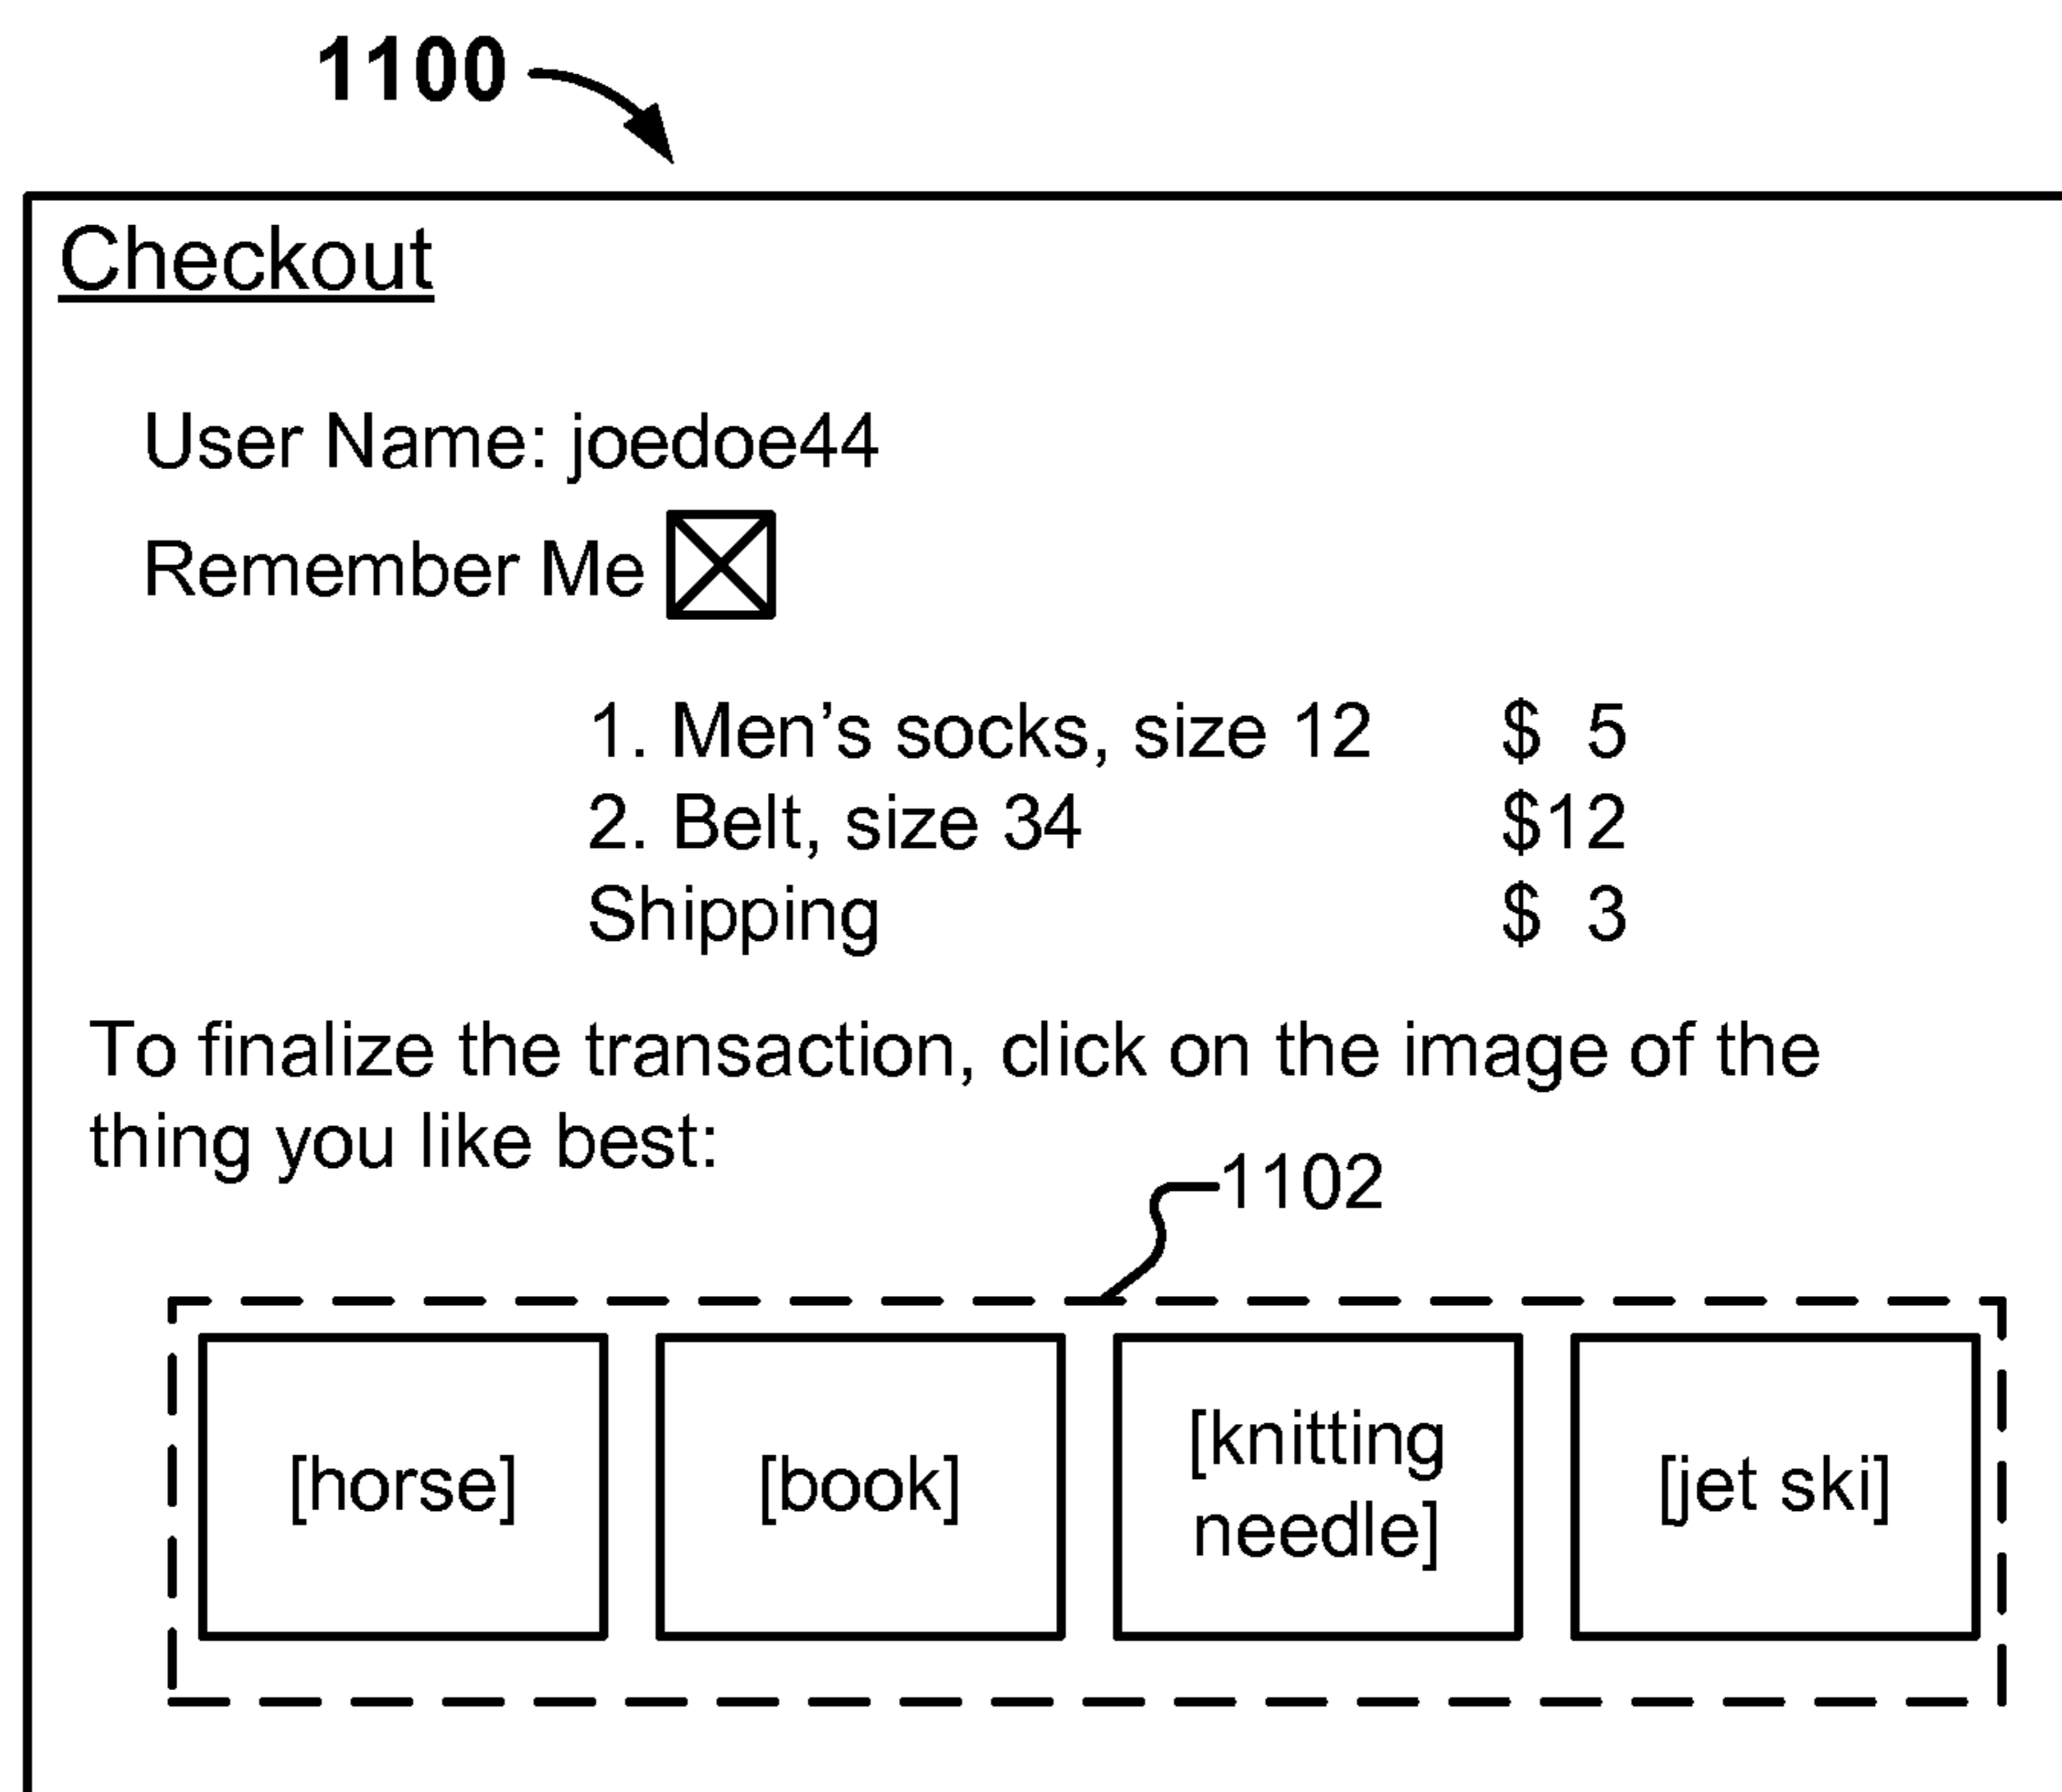 1100
Checkout
User Name: joedoe44
Remember Me
1. Men's socks, size 12 $ 5
2. Belt, size 34 $12
Shipping $ 3
To finalize the transaction, click on the image of the
thing you like best:
1102
[horse] [book] [knitting needle] [jet ski]